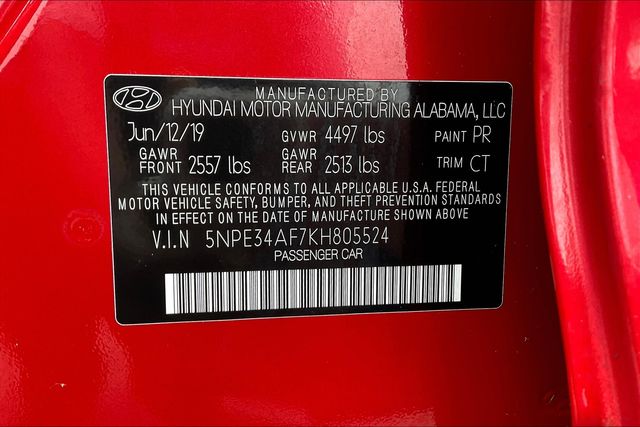 MANUFACTURED BY
HYUNDAI MOTOR MANUFACTURING ALABAMA, LLC
Jun/12/19 GVWR 4497 lbs PAINT PR
GAWR FRONT 2557 lbs GAWR REAR 2513 lbs TRIM CT
THIS VEHICLE CONFORMS TO ALL APPLICABLE U.S.A. FEDERAL
MOTOR VEHICLE SAFETY, BUMPER, AND THEFT PREVENTION STANDARDS
IN EFFECT ON THE DATE OF MANUFACTURE SHOWN ABOVE
V.I.N 5NPE34AF7KH805524
PASSENGER CAR